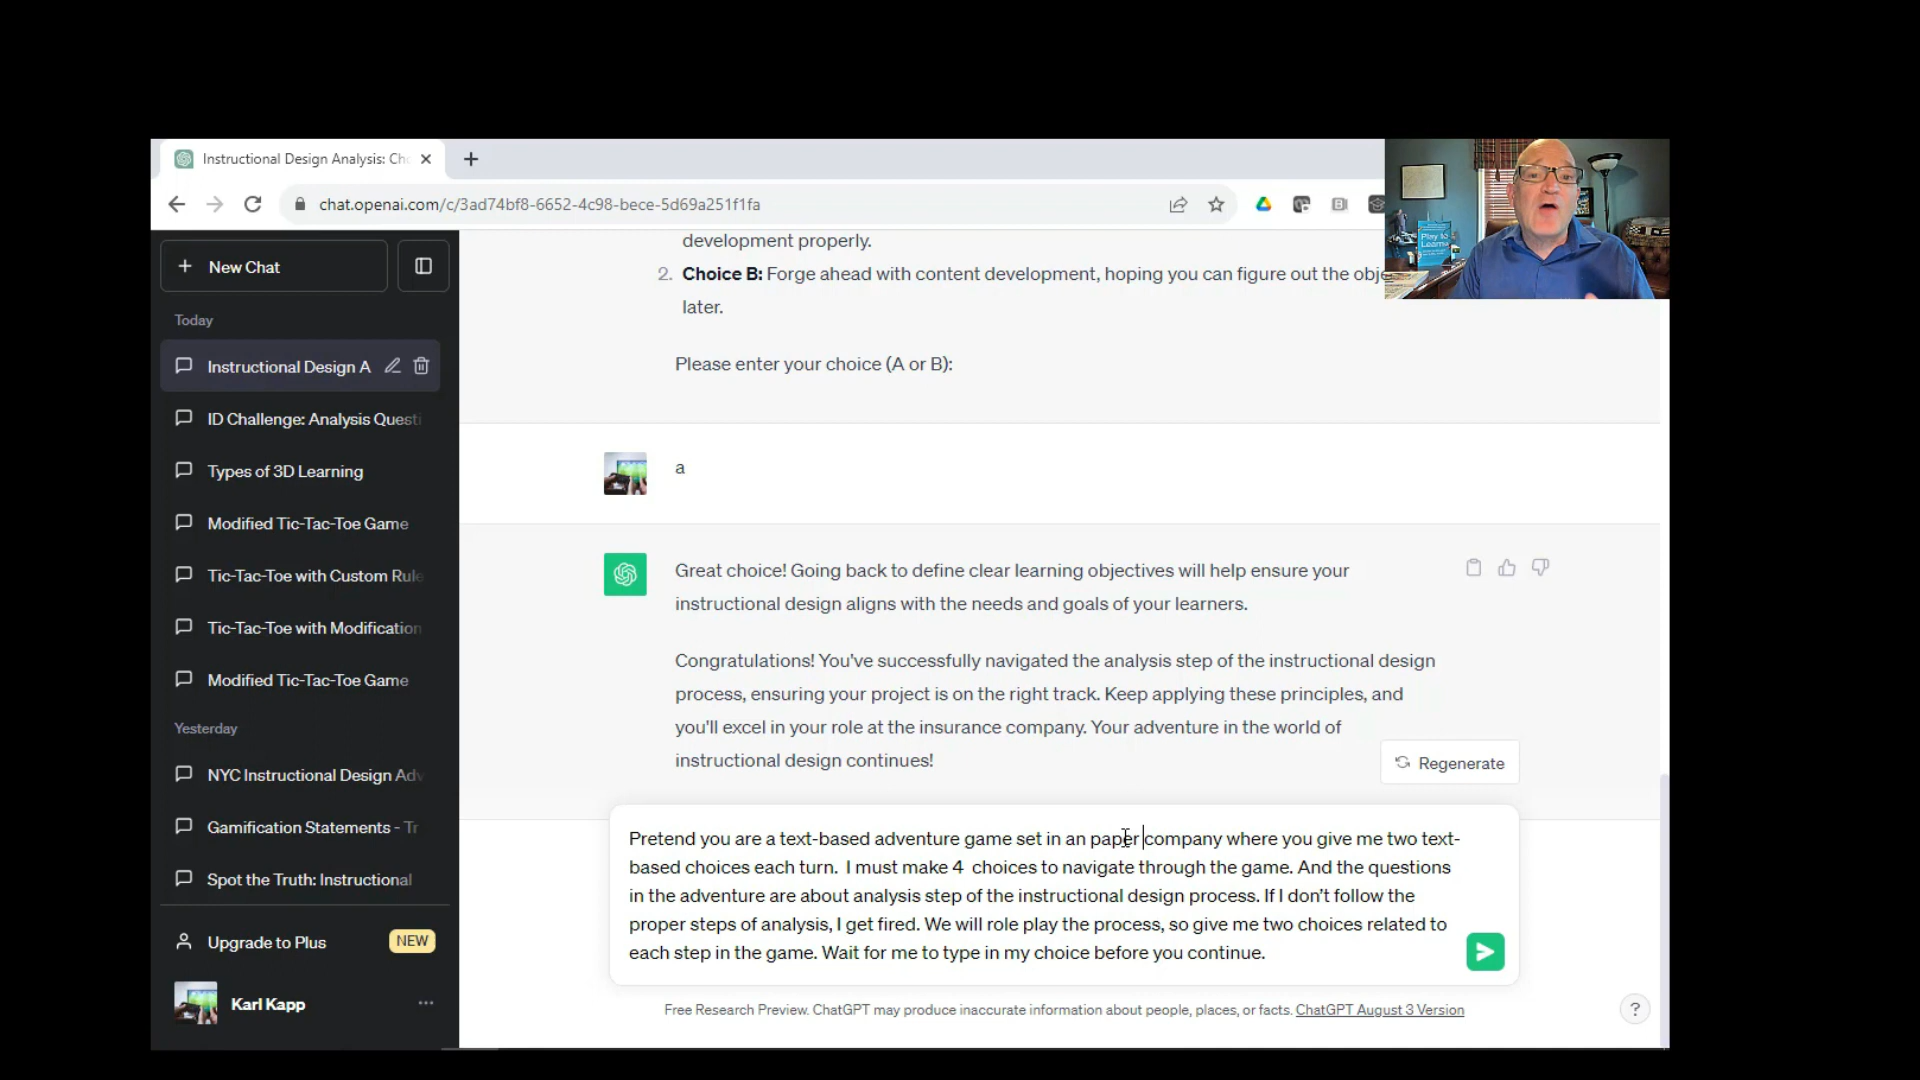 Instructional Design Analysis: Ch
chat.openai.com/c/3ad74bf8-6652-4c98-bece-5d69a251f1fa
New Chat
Today
Instructional Design A
ID Challenge: Analysis Questi
Types of 3D Learning
Modified Tic-Tac-Toe Game
Tic-Tac-Toe with Custom Rule
Tic-Tac-Toe with Modification
Modified Tic-Tac-Toe Game
Yesterday
NYC Instructional Design Adv
Gamification Statements - Tr
Spot the Truth: Instructional
Upgrade to Plus
NEW
Karl Kapp
Play to
Learn
development properly.
2. Choice B: Forge ahead with content development, hoping you can figure out the obje
later.
Please enter your choice (A or B):
a
Great choice! Going back to define clear learning objectives will help ensure your
instructional design aligns with the needs and goals of your learners.
Congratulations! You've successfully navigated the analysis step of the instructional design
process, ensuring your project is on the right track. Keep applying these principles, and
you'll excel in your role at the insurance company. Your adventure in the world of
instructional design continues!
Regenerate
Pretend you are a text-based adventure game set in an paper company where you give me two text-
based choices each turn.  I must make 4  choices to navigate through the game. And the questions
in the adventure are about analysis step of the instructional design process. If I don’t follow the
proper steps of analysis, I get fired. We will role play the process, so give me two choices related to
each step in the game. Wait for me to type in my choice before you continue.
Free Research Preview. ChatGPT may produce inaccurate information about people, places, or facts. ChatGPT August 3 Version
?